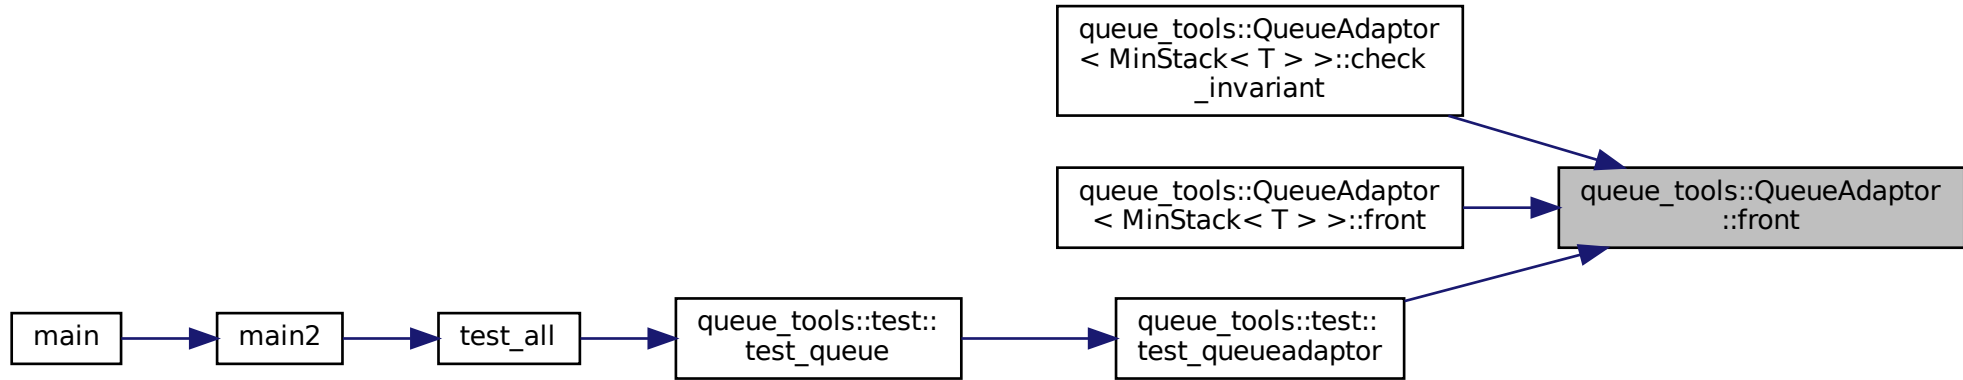 queue_tools::QueueAdaptor
< MinStack< T > >::check
_invariant
queue_tools::QueueAdaptor
< MinStack< T > >::front
queue_tools::QueueAdaptor
::front
main
main2
test_all
queue_tools::test::
test_queue
queue_tools::test::
test_queueadaptor